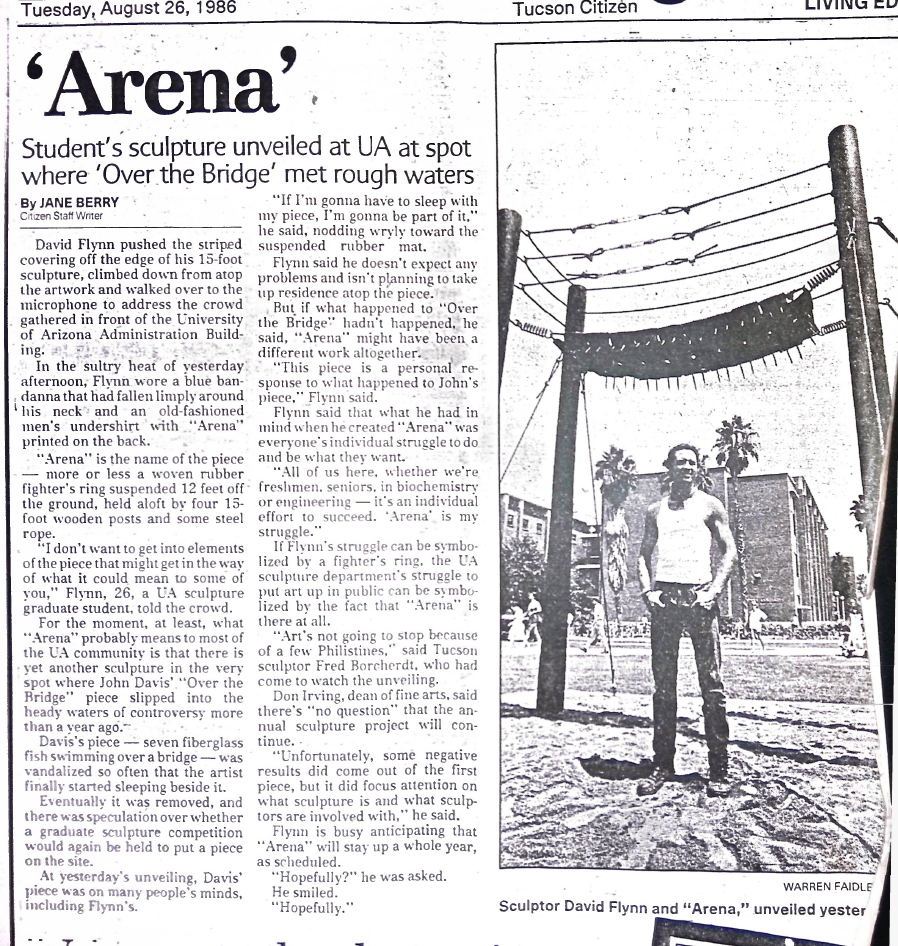 Tuesday, August 26, 1986
Tucson Citizen
LIVING ED
‘Arena’
Student's sculpture unveiled at UA at spot
where ‘Over the Bridge’ met rough waters
By JANE BERRY
Citizen Staff Writer
David Flynn pushed the striped
covering off the edge of his 15-foot
sculpture, climbed down from atop
the artwork and walked over to the
microphone to address the crowd
gathered in front of the University
of Arizona Administration Build-
ing.
In the sultry heat of yesterday
afternoon, Flynn wore a blue ban-
danna that had fallen limply around
his neck and an old-fashioned
men's undershirt with “Arena”
printed on the back.
“Arena” is the name of the piece
— more or less a woven rubber
fighter's ring suspended 12 feet off
the ground, held aloft by four 15-
foot wooden posts and some steel
rope.
“I don't want to get into elements
of the piece that might get in the way
of what it could mean to some of
you,” Flynn, 26, a UA sculpture
graduate student, told the crowd.
For the moment, at least, what
“Arena” probably means to most of
the UA community is that there is
yet another sculpture in the very
spot where John Davis' “Over the
Bridge” piece slipped into the
heady waters of controversy more
than a year ago.
Davis's piece — seven fiberglass
fish swimming over a bridge — was
vandalized so often that the artist
finally started sleeping beside it.
Eventually it was removed, and
there was speculation over whether
a graduate sculpture competition
would again be held to put a piece
on the site.
At yesterday's unveiling, Davis'
piece was on many people's minds,
including Flynn's.
“If I'm gonna have to sleep with
my piece, I'm gonna be part of it,”
he said, nodding wryly toward the
suspended rubber mat.
Flynn said he doesn't expect any
problems and isn't planning to take
up residence atop the piece.
But if what happened to “Over
the Bridge” hadn't happened, he
said, “Arena” might have been a
different work altogether.
“This piece is a personal re-
sponse to what happened to John's
piece,” Flynn said.
Flynn said that what he had in
mind when he created “Arena” was
everyone's individual struggle to do
and be what they want.
“All of us here, whether we're
freshmen, seniors, in biochemistry
or engineering — it's an individual
effort to succeed. ‘Arena’ is my
struggle.”
If Flynn's struggle can be symbo-
lized by a fighter's ring, the UA
sculpture department's struggle to
put art up in public can be symbo-
lized by the fact that “Arena” is
there at all.
“Art's not going to stop because
of a few Philistines,” said Tucson
sculptor Fred Borcherdt, who had
come to watch the unveiling.
Don Irving, dean of fine arts, said
there's “no question” that the an-
nual sculpture project will con-
tinue.
“Unfortunately, some negative
results did come out of the first
piece, but it did focus attention on
what sculpture is and what sculp-
tors are involved with,” he said.
Flynn is busy anticipating that
“Arena” will stay up a whole year,
as scheduled.
“Hopefully?” he was asked.
He smiled.
“Hopefully.”
WARREN FAIDLE
Sculptor David Flynn and “Arena,” unveiled yester